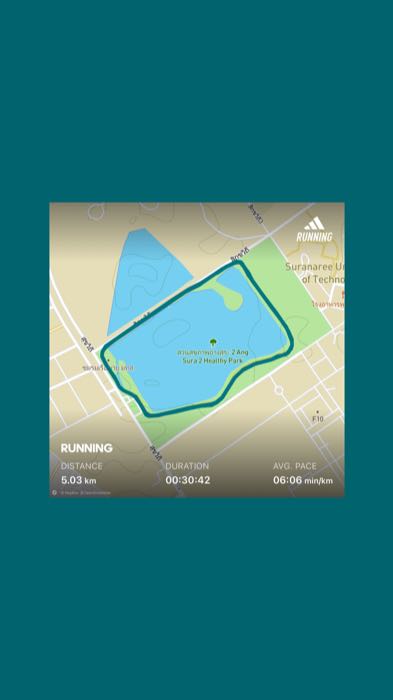 RUNNING
Suranaree Un
of Techno
F10
สวนสุขภาพอ่างสุระ 2 Ang
Sura 2 Healthy Park
RUNNING
DISTANCE
DURATION
AVG. PACE
5.03 km
00:30:42
06:06 min/km